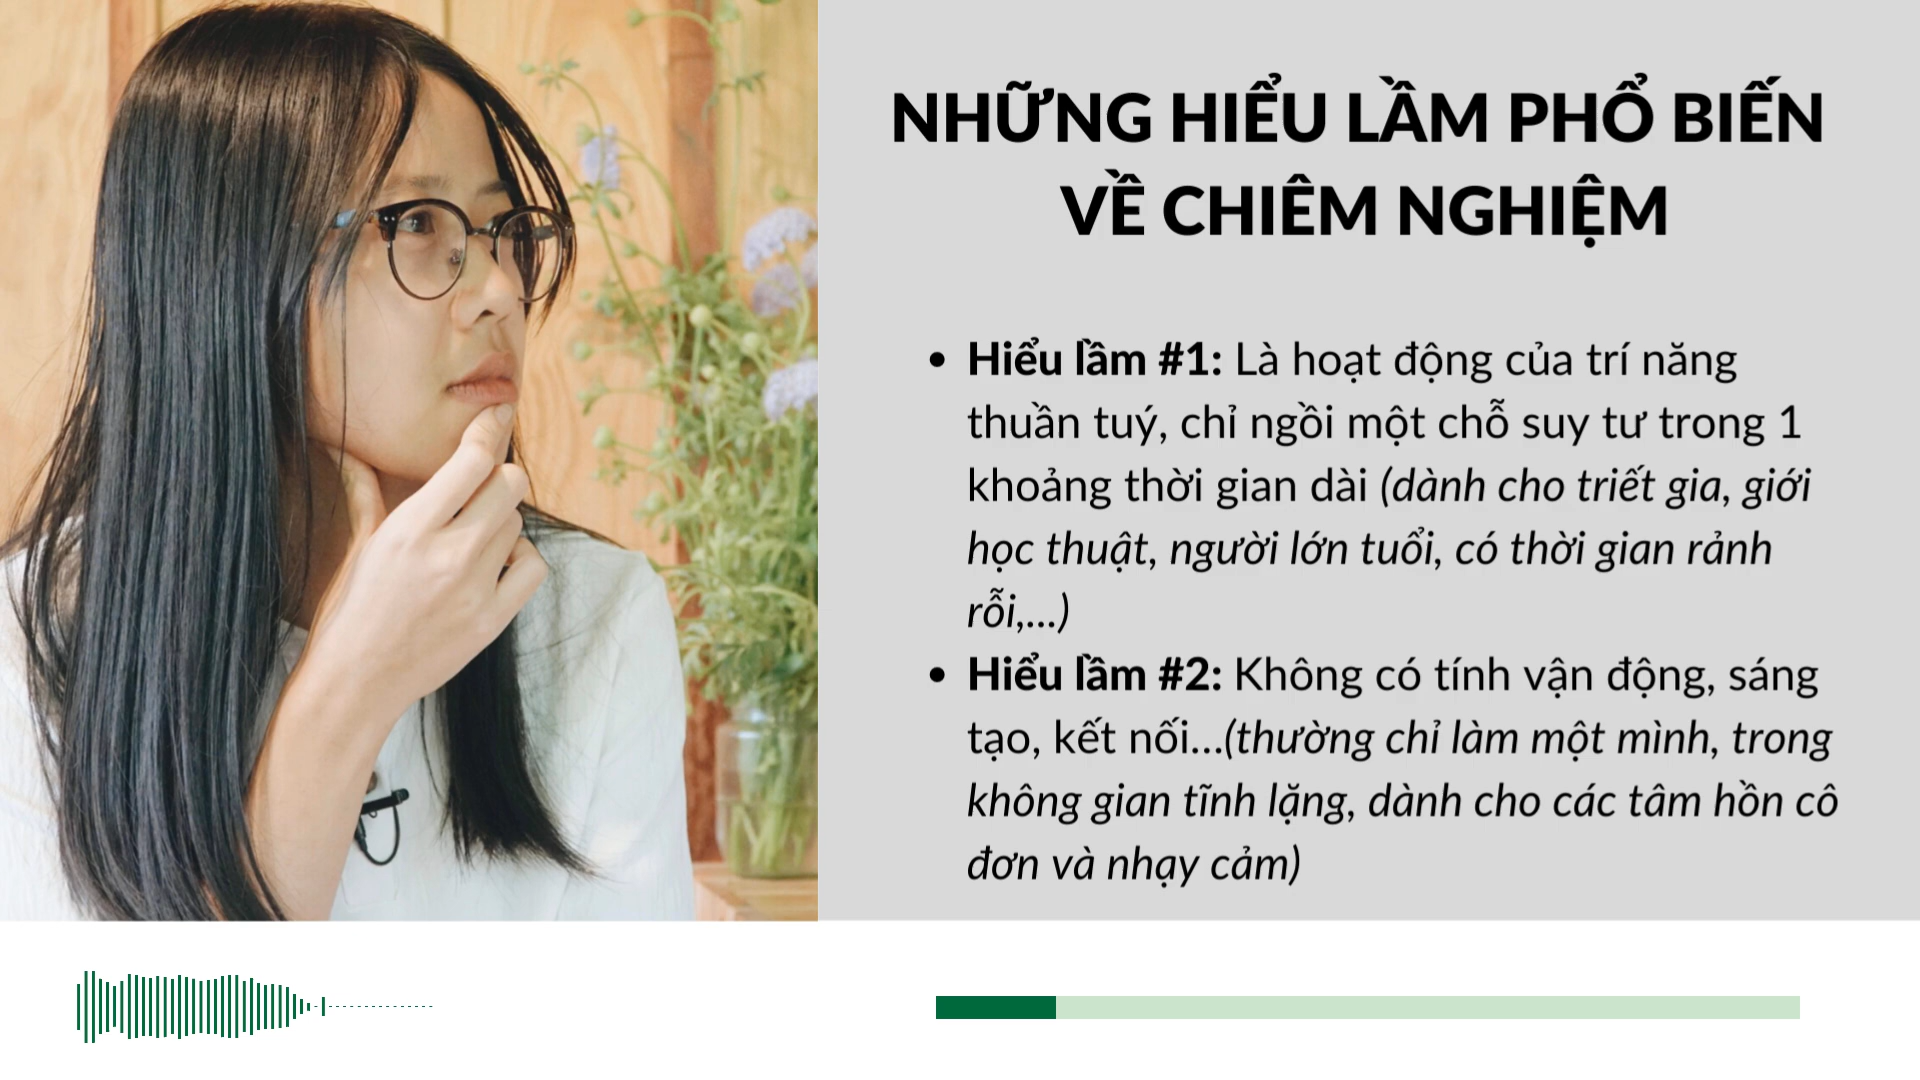 NHỮNG HIỂU LẦM PHỔ BIẾN
VỀ CHIÊM NGHIỆM
• Hiểu lầm #1: Là hoạt động của trí năng
thuần tuý, chỉ ngồi một chỗ suy tư trong 1
khoảng thời gian dài (dành cho triết gia, giới
học thuật, người lớn tuổi, có thời gian rảnh
rỗi,...)
• Hiểu lầm #2: Không có tính vận động, sáng
tạo, kết nối...(thường chỉ làm một mình, trong
không gian tĩnh lặng, dành cho các tâm hồn cô
đơn và nhạy cảm)